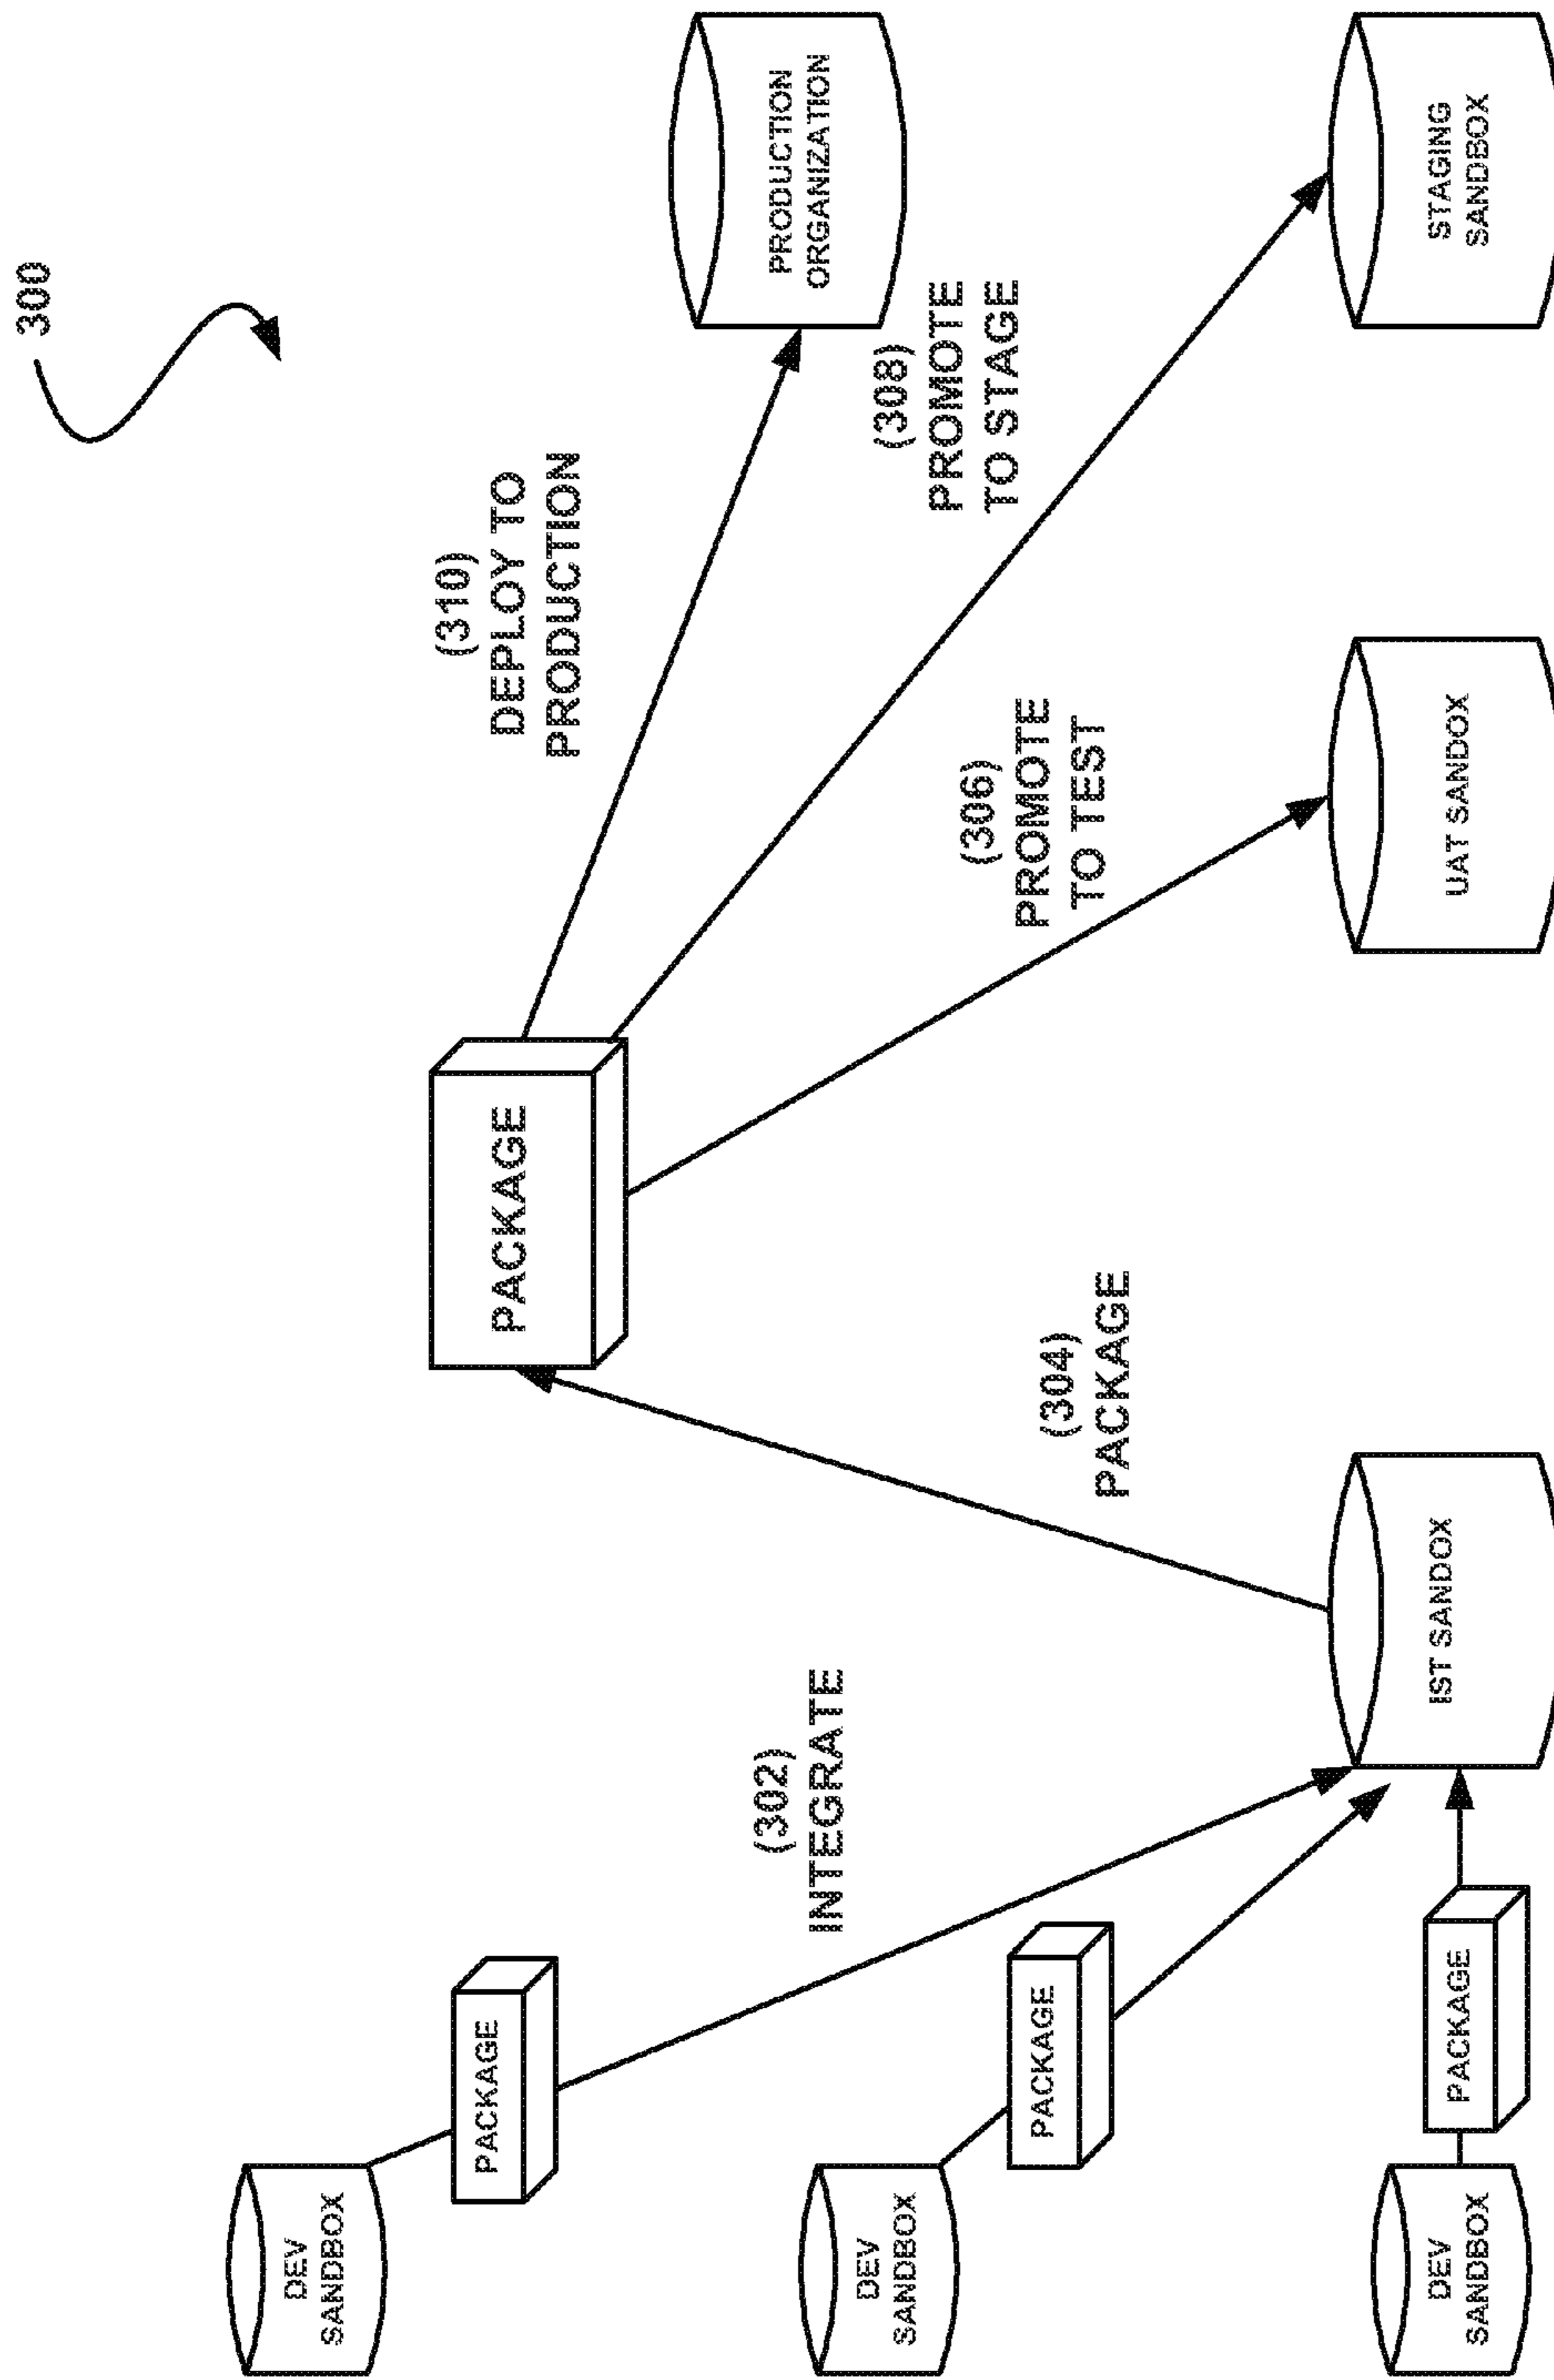 300
DEV
SANDBOX
PACKAGE
DEV
SANDBOX
PACKAGE
DEV
SANDBOX
PACKAGE
(302)
INTEGRATE
IST SANDOX
(304)
PACKAGE
PACKAGE
(306)
PROMOTE
TO TEST
UAT SANDOX
(308)
PROMOTE
TO STAGE
STAGING
SANDBOX
(310)
DEPLOY TO
PRODUCTION
PRODUCTION
ORGANIZATION